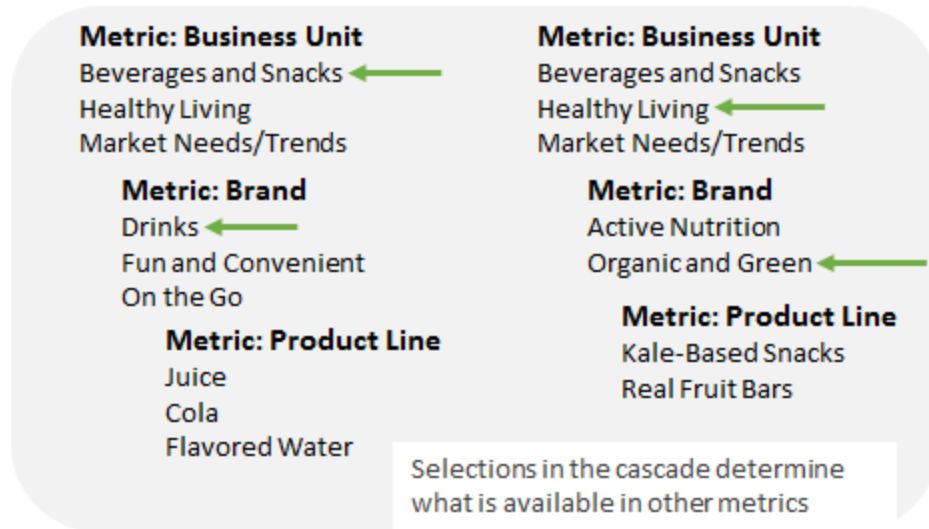 Metric: Business Unit
Beverages and Snacks
Healthy Living
Market Needs/Trends
Metric: Brand
Drinks
Fun and Convenient
On the Go
Metric: Product Line
Juice
Cola
Flavored Water
Metric: Business Unit
Beverages and Snacks
Healthy Living
Market Needs/Trends
Metric: Brand
Active Nutrition
Organic and Green
Metric: Product Line
Kale-Based Snacks
Real Fruit Bars
Selections in the cascade determine
what is available in other metrics